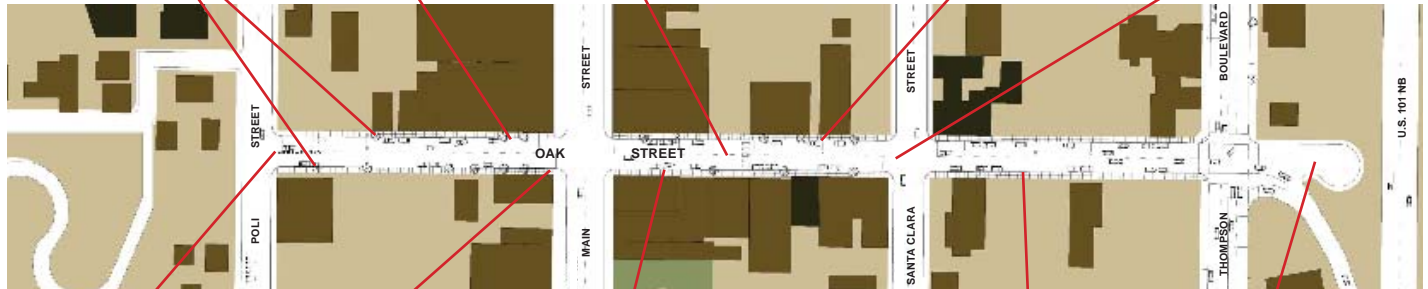 POLI STREET
OAK STREET
MAIN STREET
SANTA CLARA STREET
THOMPSON BOULEVARD
U.S. 101 NB